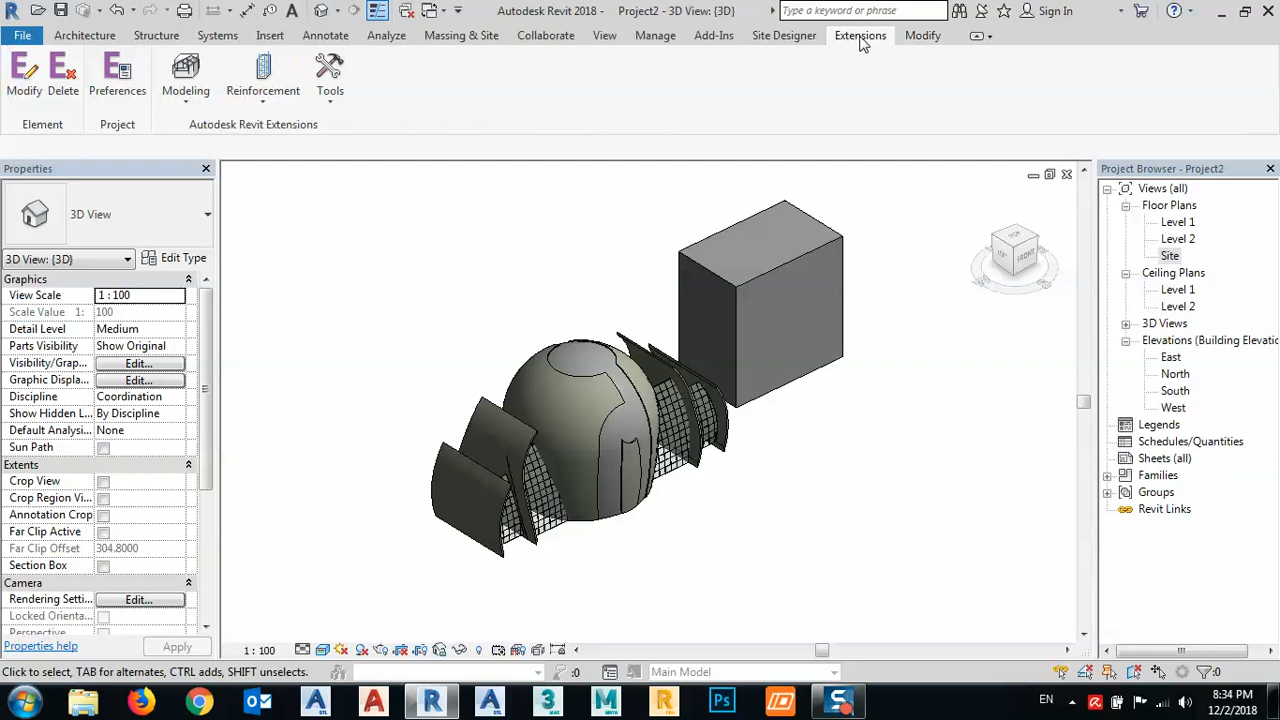 Autodesk Revit 2018 - Project2 - 3D View: {3D}
Type a keyword or phrase
Sign In
File Architecture Structure Systems Insert Annotate Analyze Massing & Site Collaborate View Manage Add-Ins Site Designer Extensions Modify
Modify Delete Preferences Modeling Reinforcement Tools
Element Project Autodesk Revit Extensions
Properties
3D View
3D View: {3D} Edit Type
Graphics
View Scale 1 : 100
Scale Value 1: 100
Detail Level Medium
Parts Visibility Show Original
Visibility/Grap... Edit...
Graphic Displa... Edit...
Discipline Coordination
Show Hidden L... By Discipline
Default Analysi... None
Sun Path
Extents
Crop View
Crop Region Vi...
Annotation Crop
Far Clip Active
Far Clip Offset 304.8000
Section Box
Camera
Rendering Setti... Edit...
Locked Orienta...
Perspective
Properties help Apply
TOP
FRONT
Project Browser - Project2
Views (all)
Floor Plans
Level 1
Level 2
Site
Ceiling Plans
Level 1
Level 2
3D Views
Elevations (Building Elevatio
East
North
South
West
Legends
Schedules/Quantities
Sheets (all)
Families
Groups
Revit Links
1 : 100
Click to select, TAB for alternates, CTRL adds, SHIFT unselects.
:0
Main Model
:0
EN
8:34 PM
12/2/2018